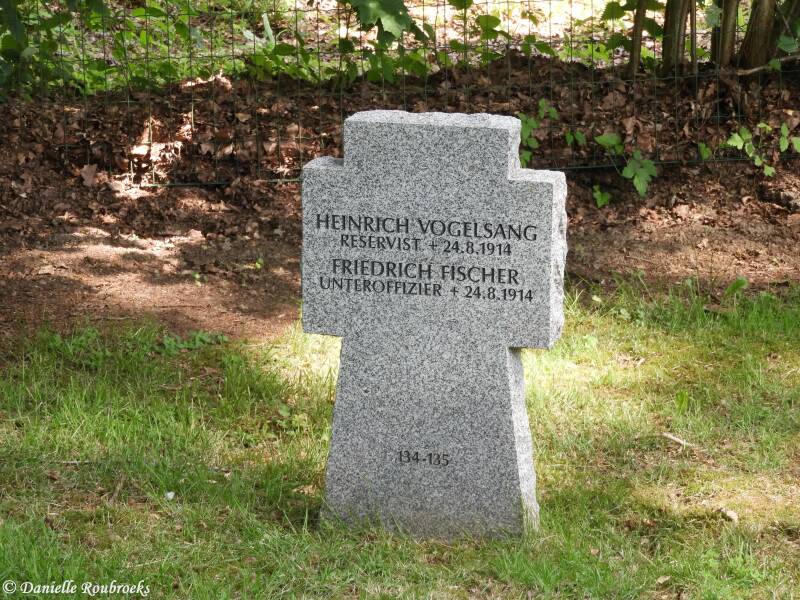 HEINRICH VOGELSANG
RESERVIST + 24.8.1914
FRIEDRICH FISCHER
UNTEROFFIZIER + 24.8.1914
134-135
© Danielle Roubroeks